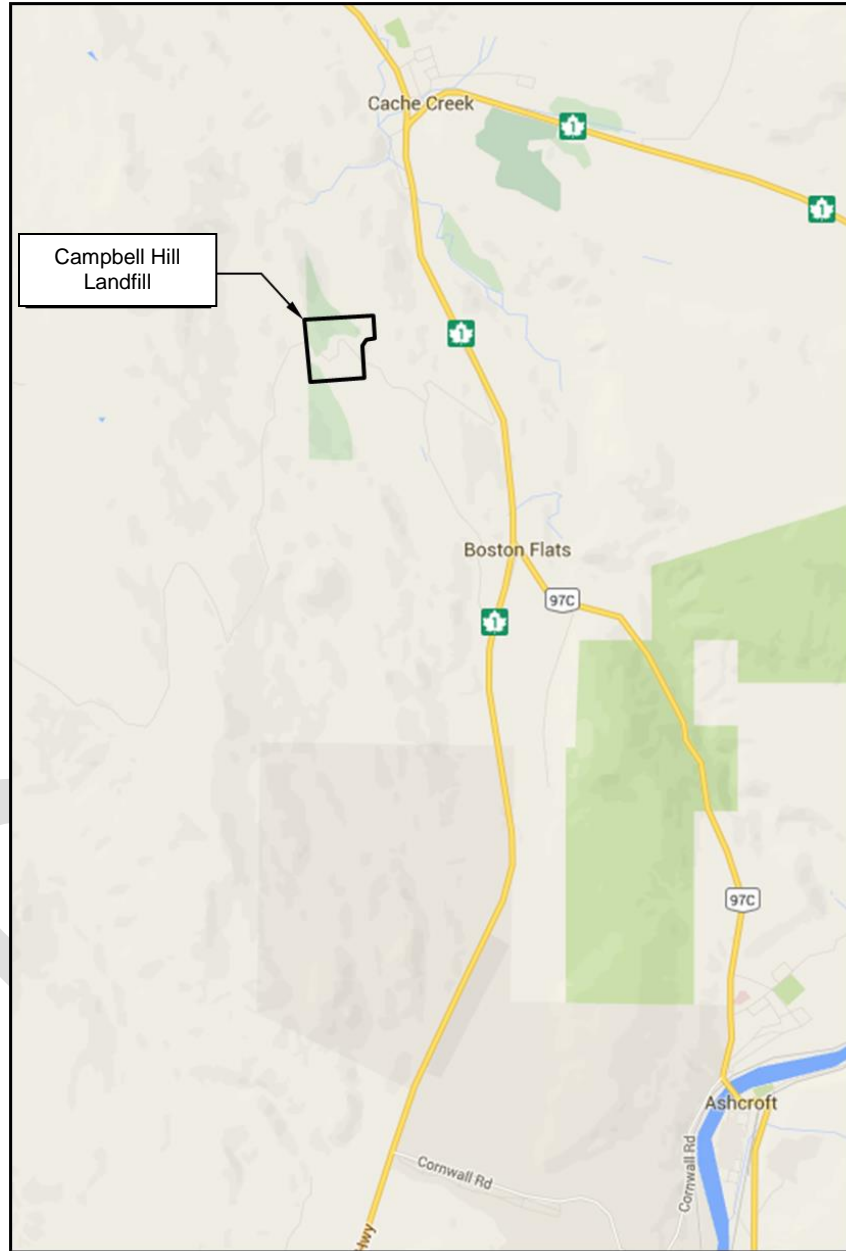 Cache Creek
1
1
Campbell Hill
Landfill
1
Boston Flats
97C
1
97C
Ashcroft
Cornwall Rd
Cornwall Rd
Hwy